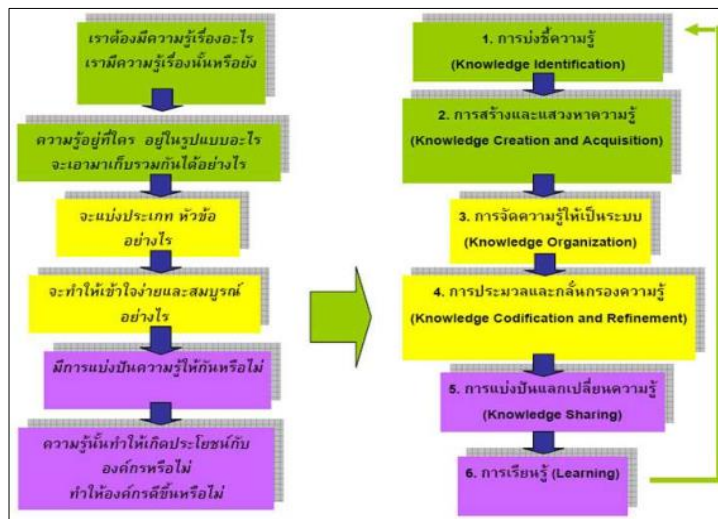 เราต้องมีความรู้เรื่องอะไร
เรามีความรู้เรื่องนั้นหรือยัง
ความรู้อยู่ที่ใคร อยู่ในรูปแบบอะไร
จะเอามาเก็บรวมกันได้อย่างไร
จะแบ่งประเภท หัวข้อ
อย่างไร
จะทำให้เข้าใจง่ายและสมบูรณ์
อย่างไร
มีการแบ่งปันความรู้ให้กันหรือไม่
ความรู้นั้นทำให้เกิดประโยชน์กับ
องค์กรหรือไม่
ทำให้องค์กรดีขึ้นหรือไม่
1. การบ่งชี้ความรู้
(Knowledge Identification)
2. การสร้างและแสวงหาความรู้
(Knowledge Creation and Acquisition)
3. การจัดความรู้ให้เป็นระบบ
(Knowledge Organization)
4. การประมวลและกลั่นกรองความรู้
(Knowledge Codification and Refinement)
5. การแบ่งปันแลกเปลี่ยนความรู้
(Knowledge Sharing)
6. การเรียนรู้ (Learning)